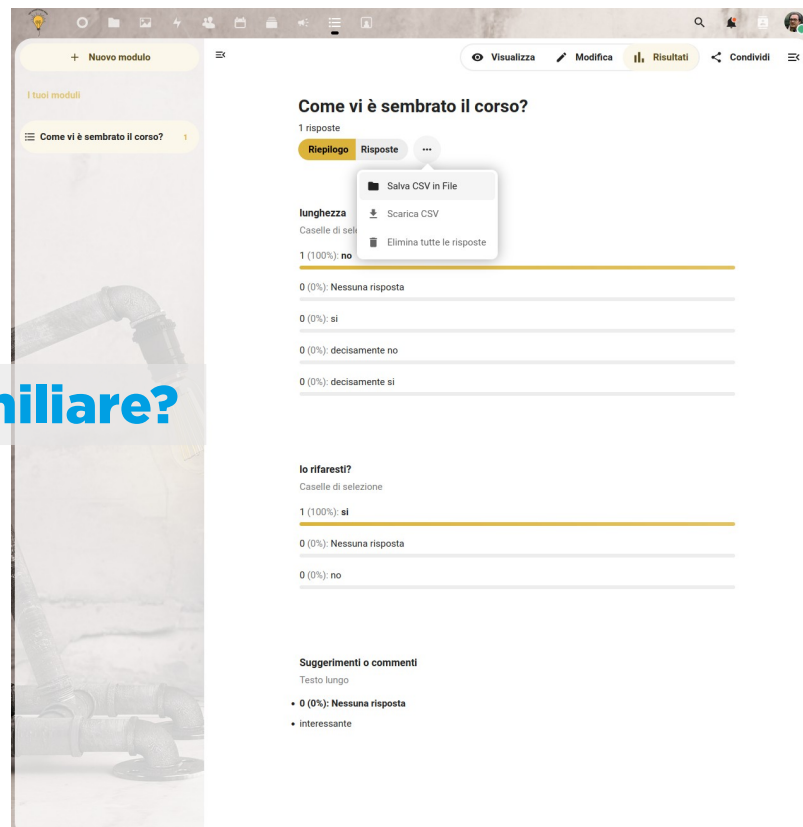 + Nuovo modulo
Visualizza
Modifica
Risultati
Condividi
I tuoi moduli
Come vi è sembrato il corso? 1
Come vi è sembrato il corso?
1 risposte
Riepilogo Risposte ...
Salva CSV in File
Scarica CSV
Elimina tutte le risposte
lunghezza
Caselle di sele
1 (100%): no
0 (0%): Nessuna risposta
0 (0%): si
0 (0%): decisamente no
0 (0%): decisamente si
niliare?
lo rifaresti?
Caselle di selezione
1 (100%): si
0 (0%): Nessuna risposta
0 (0%): no
Suggerimenti o commenti
Testo lungo
• 0 (0%): Nessuna risposta
• interessante